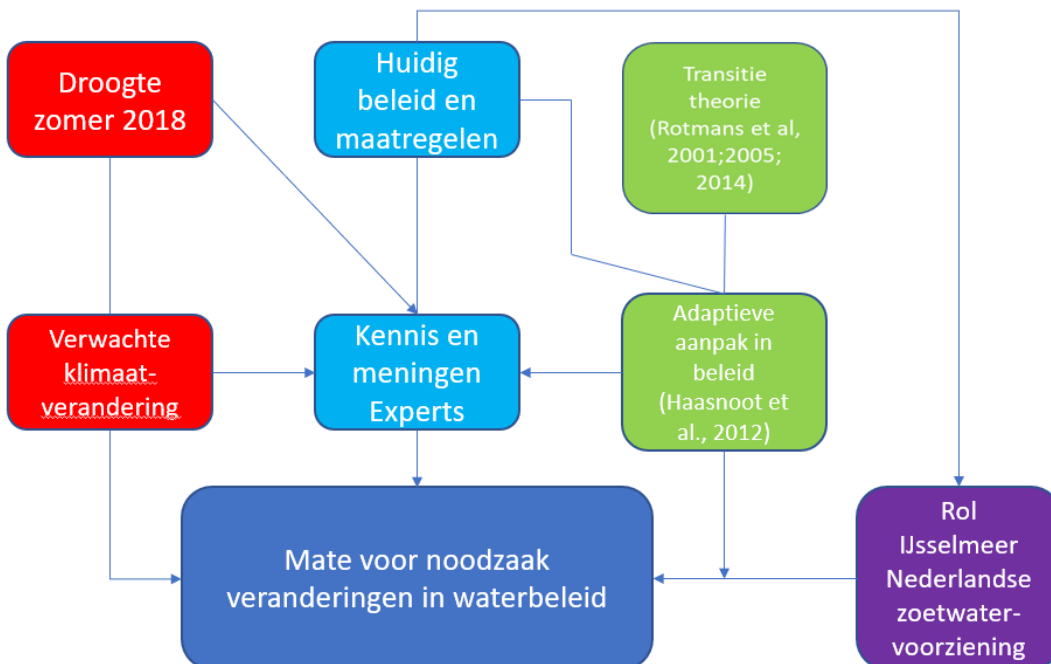 Droogte
zomer 2018
Huidig
beleid en
maatregelen
Transitie
theorie
(Rotmans et al,
2001;2005;
2014)
Verwachte
klimaat-
verandering
Kennis en
meningen
Experts
Adaptieve
aanpak in
beleid
(Haasnoot et
al., 2012)
Mate voor noodzaak
veranderingen in waterbeleid
Rol
IJsselmeer
Nederlandse
zoetwater-
voorziening